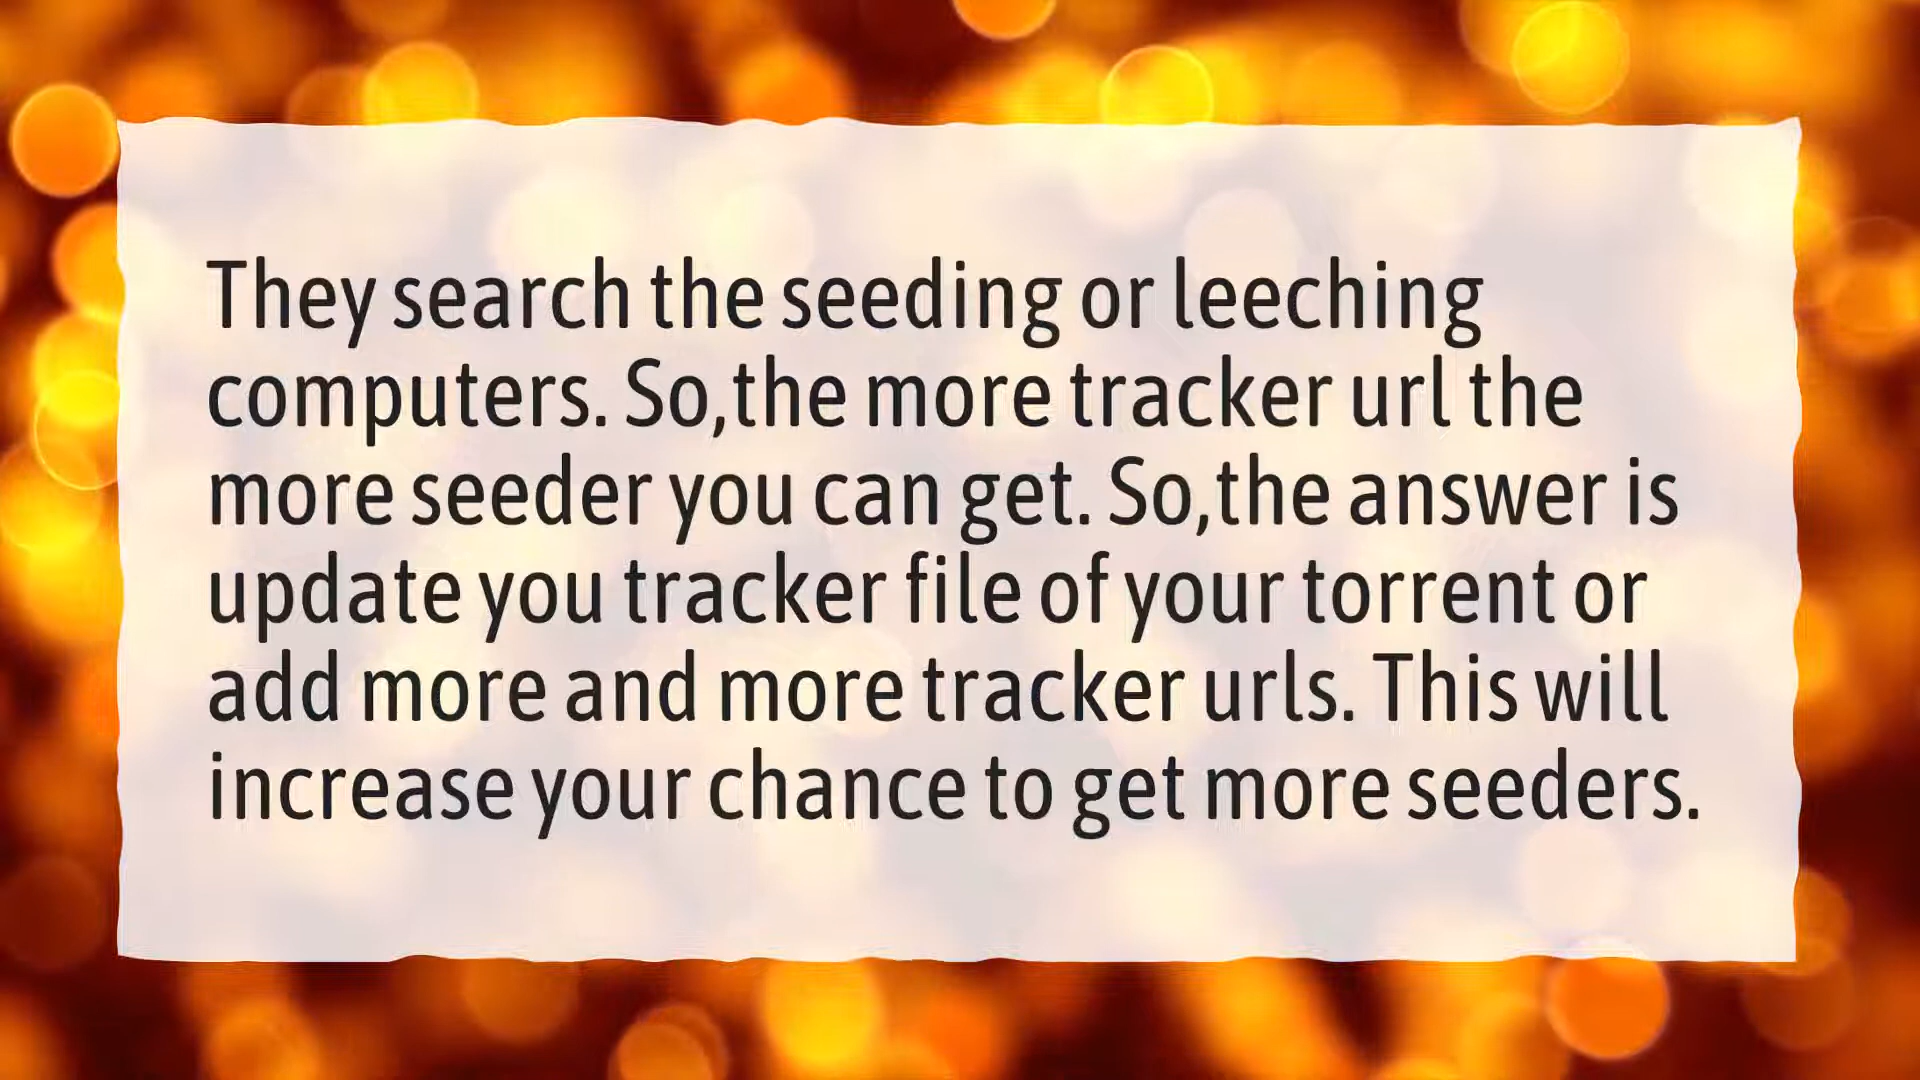 They search the seeding or leeching
computers. So,the more tracker url the
more seeder you can get. So,the answer is
update you tracker file of your torrent or
add more and more tracker urls. This will
increase your chance to get more seeders.